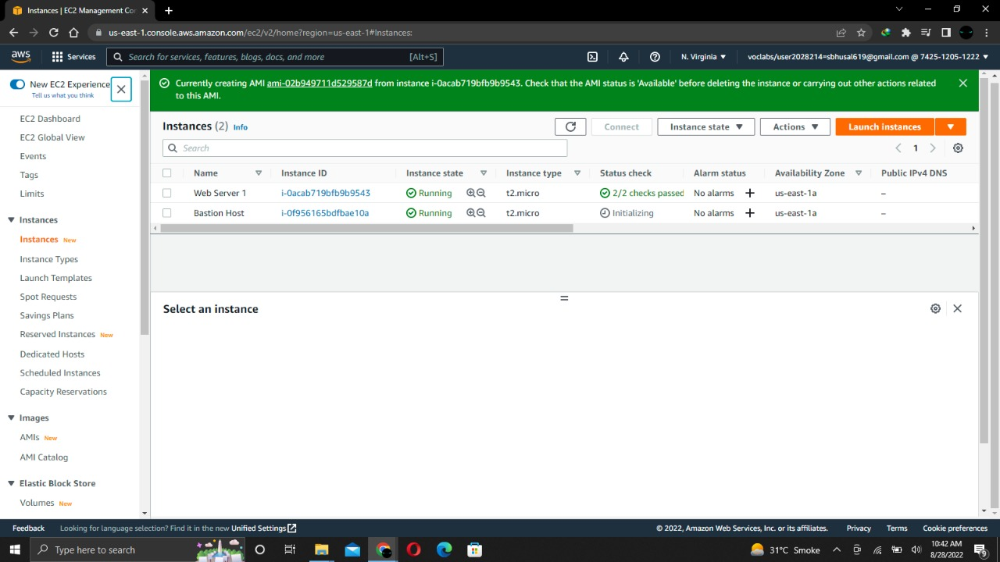 Instances | EC2 Management Cor
us-east-1.console.aws.amazon.com/ec2/v2/home?region=us-east-1#Instances:
aws
Services
Search for services, features, blogs, docs, and more
[Alt+S]
N. Virginia
voclabs/user2028214=sbhusal619@gmail.com @ 7425-1205-1222
New EC2 Experience
Tell us what you think
EC2 Dashboard
EC2 Global View
Events
Tags
Limits
Instances
Instances New
Instance Types
Launch Templates
Spot Requests
Savings Plans
Reserved Instances New
Dedicated Hosts
Scheduled Instances
Capacity Reservations
Images
AMIs New
AMI Catalog
Elastic Block Store
Volumes New
Currently creating AMI ami-02b949711d529587d from instance i-0acab719bfb9b9543. Check that the AMI status is 'Available' before deleting the instance or carrying out other actions related
to this AMI.
Instances (2) Info
Connect
Instance state
Actions
Launch instances
Search
1
Name Instance ID Instance state Instance type Status check Alarm status Availability Zone Public IPv4 DNS
Web Server 1 i-0acab719bfb9b9543 Running t2.micro 2/2 checks passed No alarms + us-east-1a –
Bastion Host i-0f956165bdfbae10a Running t2.micro Initializing No alarms + us-east-1a –
Select an instance
Feedback
Looking for language selection? Find it in the new Unified Settings
© 2022, Amazon Web Services, Inc. or its affiliates.
Privacy
Terms
Cookie preferences
Type here to search
31°C Smoke
10:42 AM
8/28/2022
9